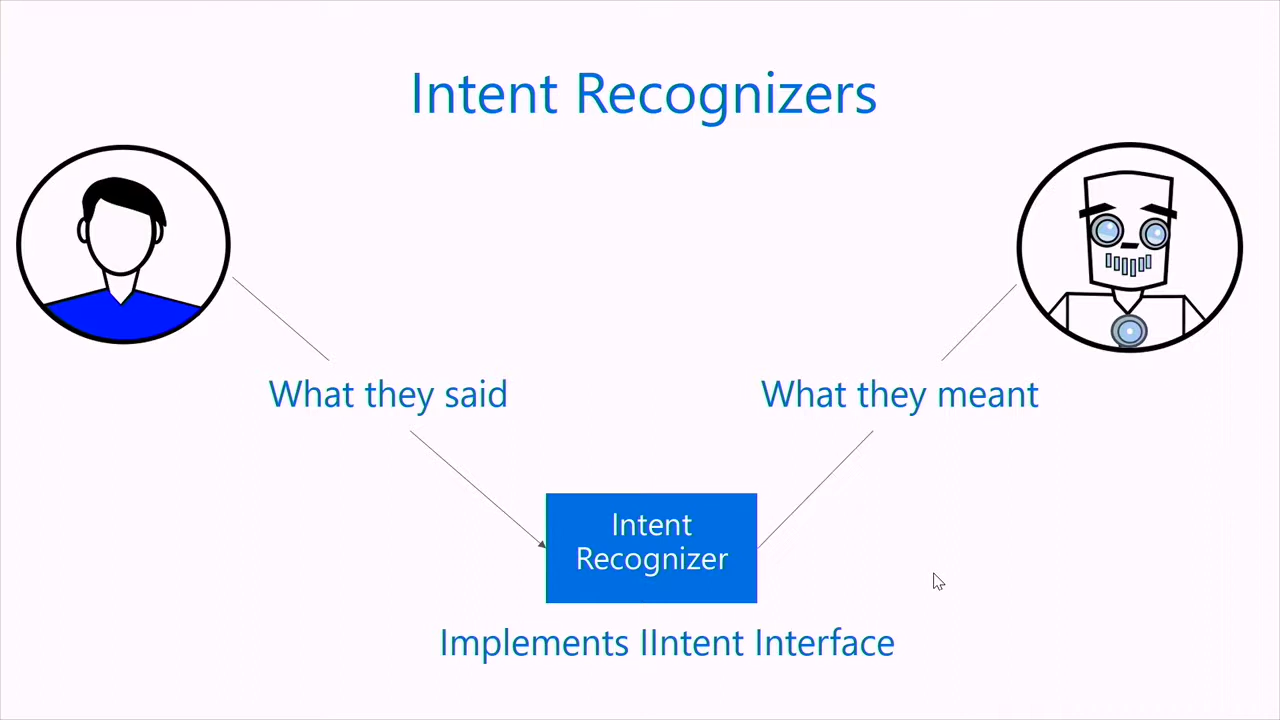 Intent Recognizers
What they said
What they meant
Intent
Recognizer
Implements IIntent Interface